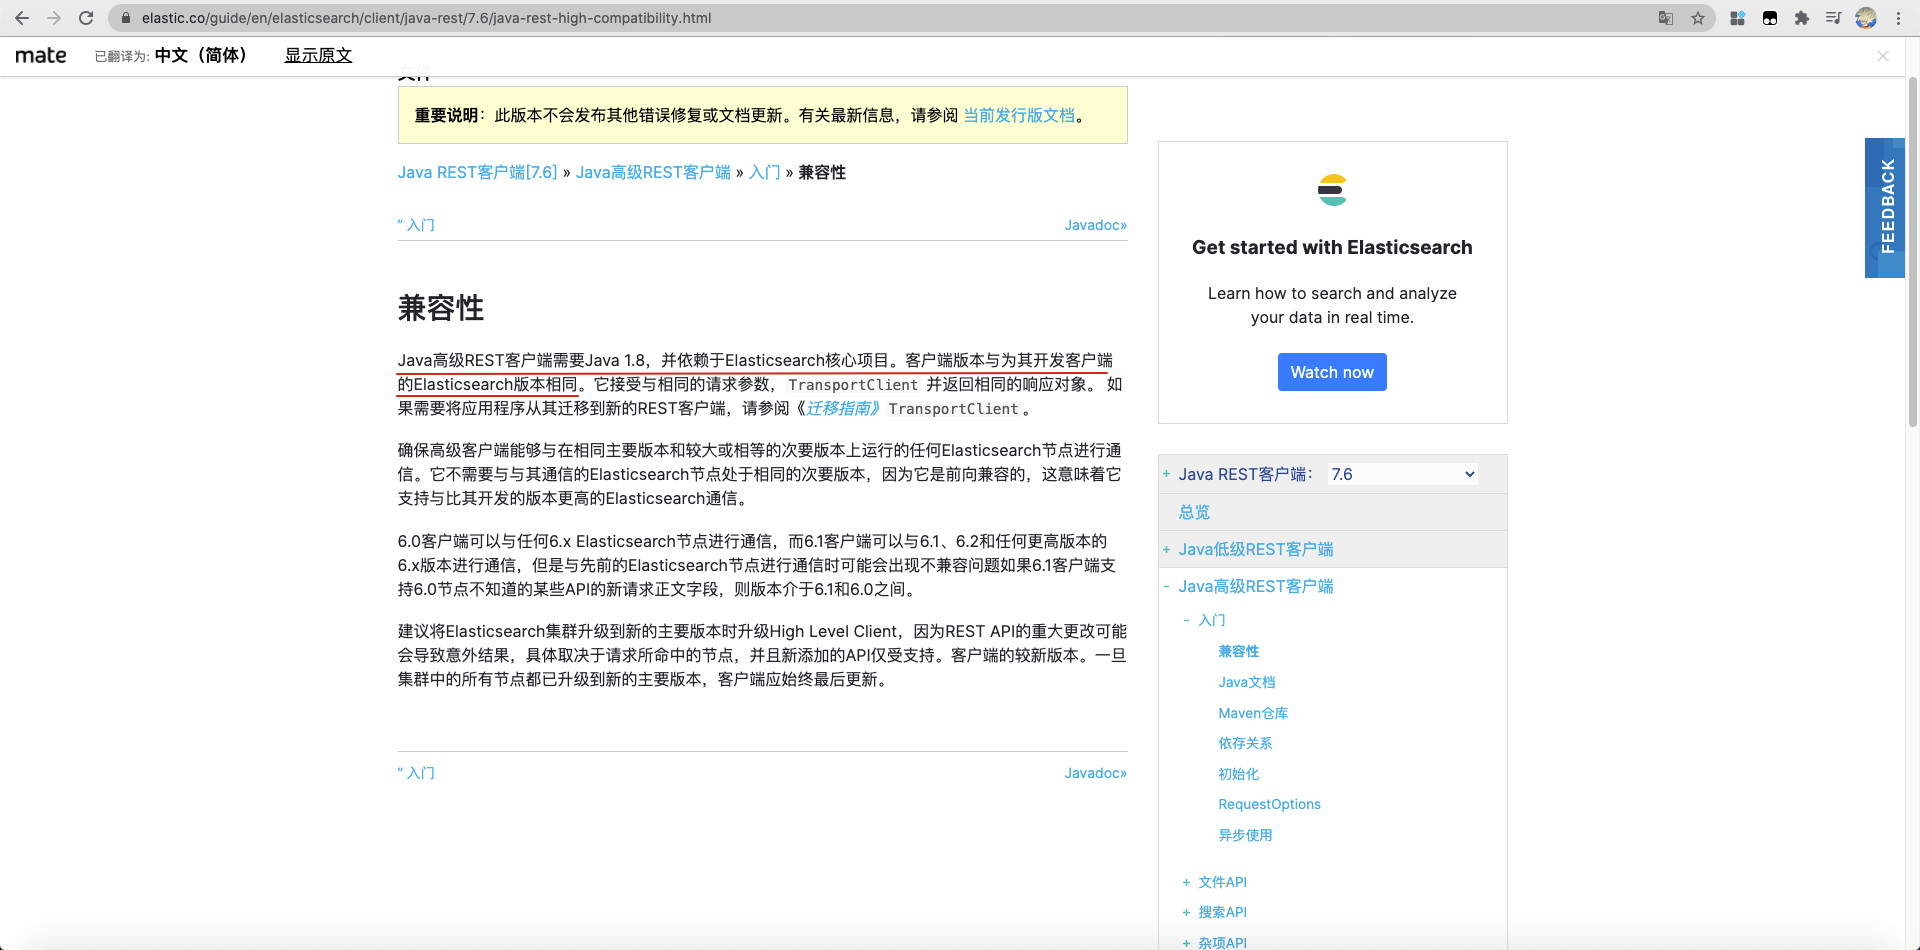 elastic.co/guide/en/elasticsearch/client/java-rest/7.6/java-rest-high-compatibility.html
mate 已翻译为: 中文（简体） 显示原文
文件
重要说明：此版本不会发布其他错误修复或文档更新。有关最新信息，请参阅 当前发行版文档。
Java REST客户端[7.6] » Java高级REST客户端 » 入门 » 兼容性
“ 入门 Javadoc»
兼容性
Java高级REST客户端需要Java 1.8，并依赖于Elasticsearch核心项目。客户端版本与为其开发客户端
的Elasticsearch版本相同。它接受与相同的请求参数， TransportClient 并返回相同的响应对象。 如
果需要将应用程序从其迁移到新的REST客户端，请参阅《迁移指南》 TransportClient 。
确保高级客户端能够与在相同主要版本和较大或相等的次要版本上运行的任何Elasticsearch节点进行通
信。它不需要与与其通信的Elasticsearch节点处于相同的次要版本，因为它是前向兼容的，这意味着它
支持与比其开发的版本更高的Elasticsearch通信。
6.0客户端可以与任何6.x Elasticsearch节点进行通信，而6.1客户端可以与6.1、6.2和任何更高版本的
6.x版本进行通信，但是与先前的Elasticsearch节点进行通信时可能会出现不兼容问题如果6.1客户端支
持6.0节点不知道的某些API的新请求正文字段，则版本介于6.1和6.0之间。
建议将Elasticsearch集群升级到新的主要版本时升级High Level Client，因为REST API的重大更改可能
会导致意外结果，具体取决于请求所命中的节点，并且新添加的API仅受支持。客户端的较新版本。一旦
集群中的所有节点都已升级到新的主要版本，客户端应始终最后更新。
“ 入门 Javadoc»
Get started with Elasticsearch
Learn how to search and analyze
your data in real time.
Watch now
FEEDBACK
+ Java REST客户端： 7.6
总览
+ Java低级REST客户端
- Java高级REST客户端
- 入门
兼容性
Java文档
Maven仓库
依存关系
初始化
RequestOptions
异步使用
+ 文件API
+ 搜索API
+ 杂项API